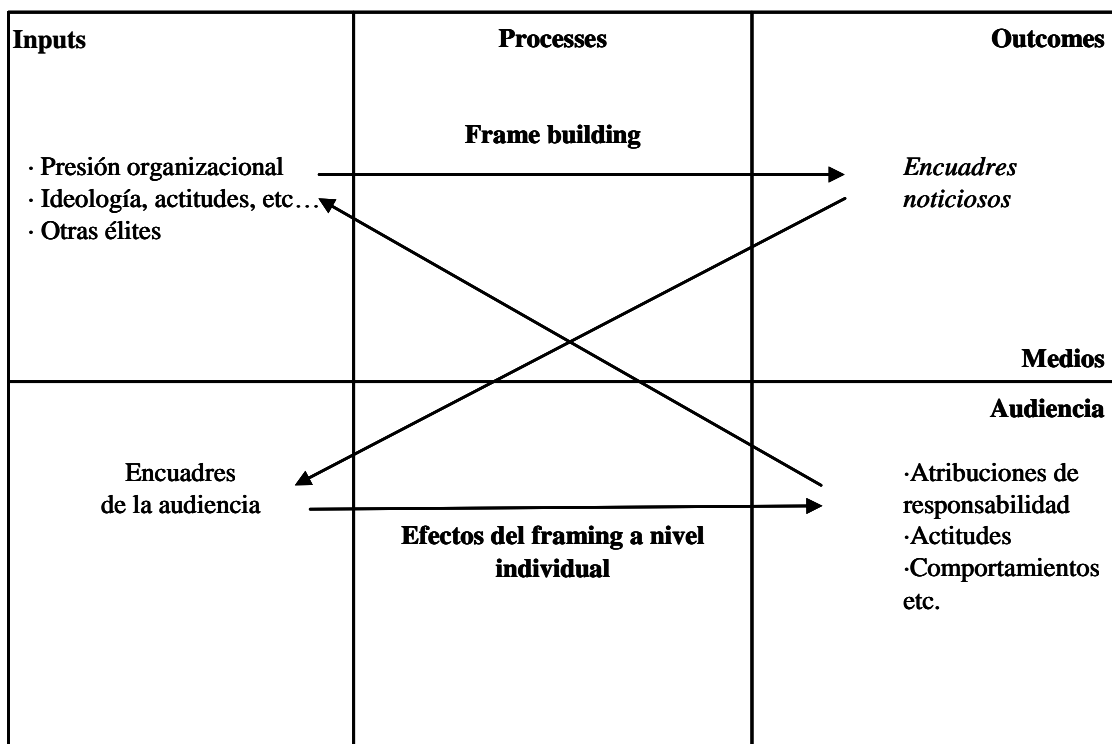 Inputs
Processes
Outcomes
Frame building
· Presión organizacional
· Ideología, actitudes, etc…
· Otras élites
Encuadres
noticiosos
Medios
Audiencia
Encuadres
de la audiencia
Efectos del framing a nivel
individual
·Atribuciones de
responsabilidad
·Actitudes
·Comportamientos
etc.